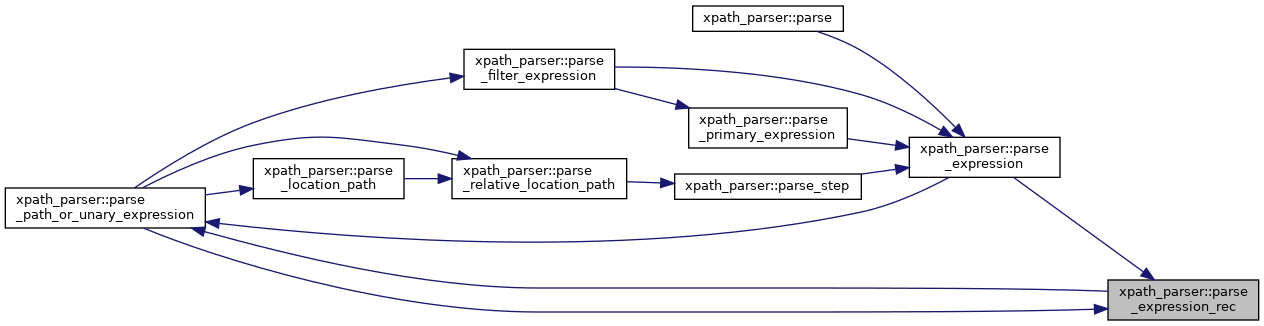 xpath_parser::parse
xpath_parser::parse
_filter_expression
xpath_parser::parse
_primary_expression
xpath_parser::parse
_expression
xpath_parser::parse
_location_path
xpath_parser::parse
_relative_location_path
xpath_parser::parse_step
xpath_parser::parse
_path_or_unary_expression
xpath_parser::parse
_expression_rec